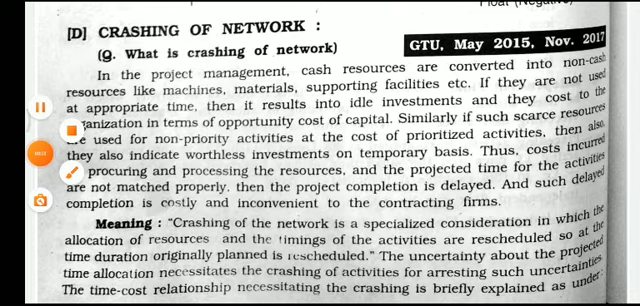 Float (Negative)
[D] CRASHING OF NETWORK :
(Q. What is crashing of network)
GTU, May 2015, Nov. 2017
In the project management, cash resources are converted into non-cash
resources like machines, materials, supporting facilities etc. If they are not used
at appropriate time, then it results into idle investments and they cost to the
ganization in terms of opportunity cost of capital. Similarly if such scarce resources
e used for non-priority activities at the cost of prioritized activities, then also,
they also indicate worthless investments on temporary basis. Thus, costs incurred
procuring and processing the resources, and the projected time for the activities
are not matched properly, then the project completion is delayed. And such delayed
completion is costly and inconvenient to the contracting firms.
Meaning : "Crashing of the network is a specialized consideration in which the
allocation of resources and the timings of the activities are rescheduled so at the
time duration originally planned is rescheduled." The uncertainty about the projected
time allocation necessitates the crashing of activities for arresting such uncertainties.
The time-cost relationship necessitating the crashing is briefly explained as under: